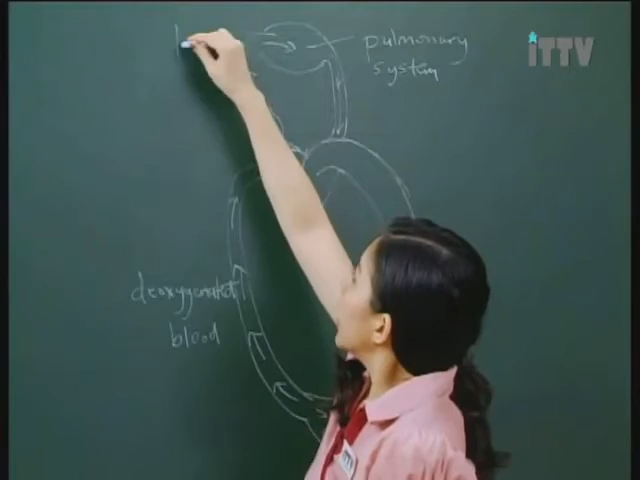 iTTV
pulmonary
system
deoxygenated
blood